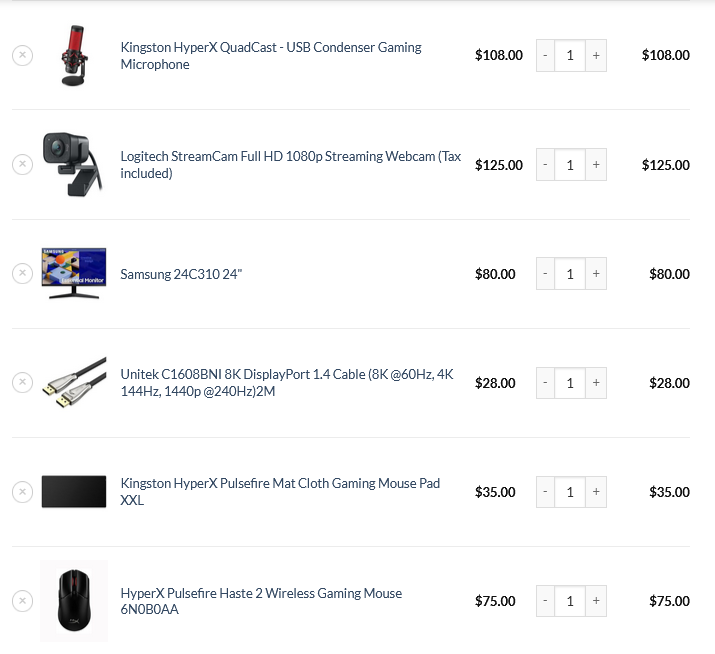 Kingston HyperX QuadCast - USB Condenser Gaming
Microphone
$108.00
- 1 +
$108.00
Logitech StreamCam Full HD 1080p Streaming Webcam (Tax
included)
$125.00
- 1 +
$125.00
SAMSUNG
Essential Monitor
Samsung 24C310 24"
$80.00
- 1 +
$80.00
Unitek C1608BNI 8K DisplayPort 1.4 Cable (8K @60Hz, 4K
144Hz, 1440p @240Hz)2M
$28.00
- 1 +
$28.00
Kingston HyperX Pulsefire Mat Cloth Gaming Mouse Pad
XXL
$35.00
- 1 +
$35.00
HyperX Pulsefire Haste 2 Wireless Gaming Mouse
6N0B0AA
$75.00
- 1 +
$75.00